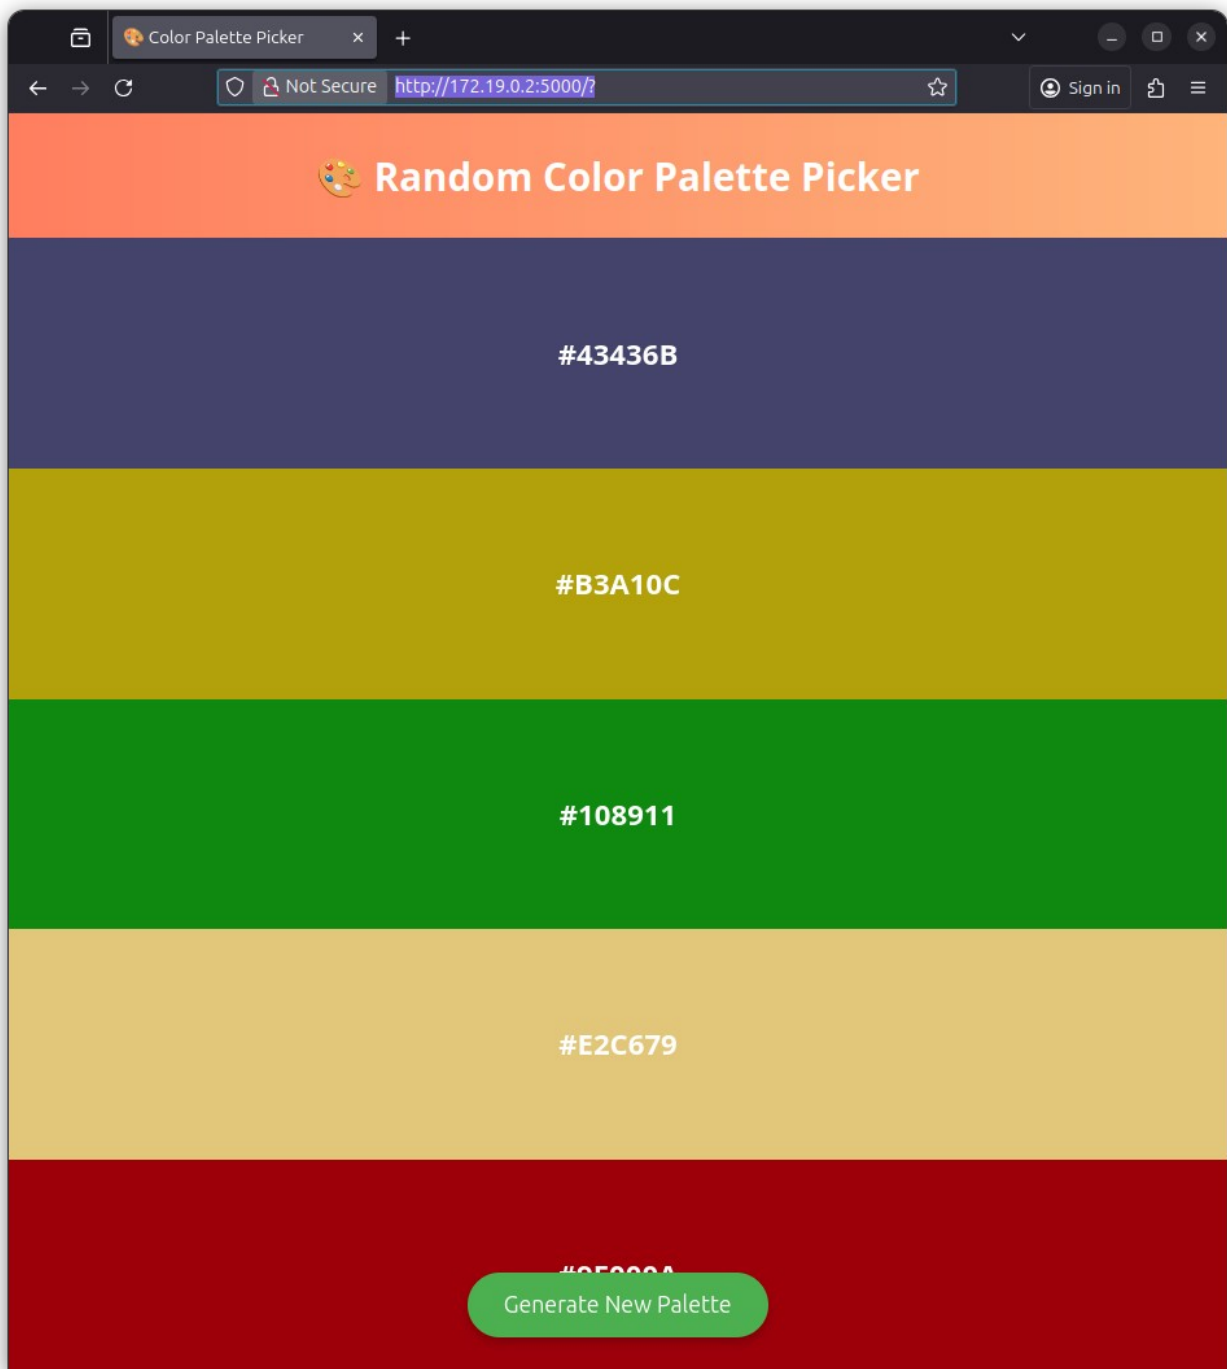 Color Palette Picker
Not Secure
http://172.19.0.2:5000/?
Sign in
Random Color Palette Picker
#43436B
#B3A10C
#108911
#E2C679
Generate New Palette